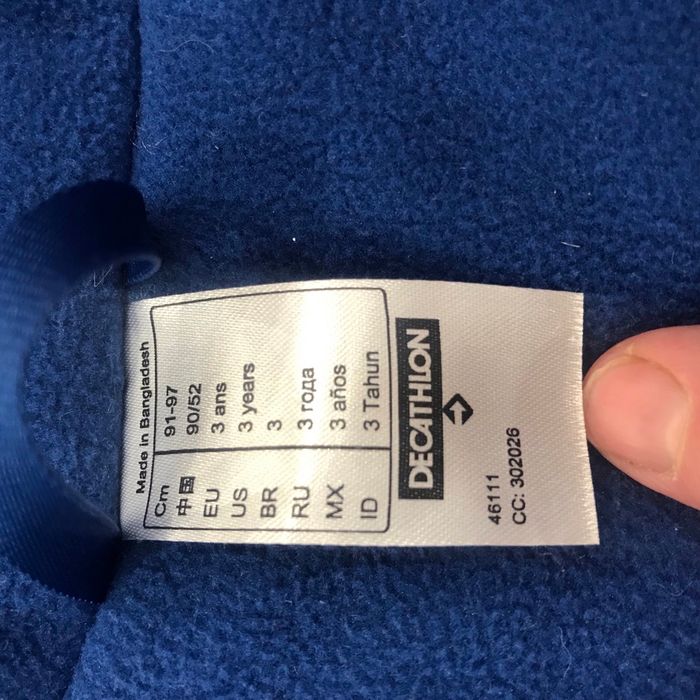 Made in Bangladesh
Cm 91-97
中国 90/52
EU 3 ans
US 3 years
BR 3
RU 3 года
MX 3 años
ID 3 Tahun
DECATHLON
46111
CC: 302026